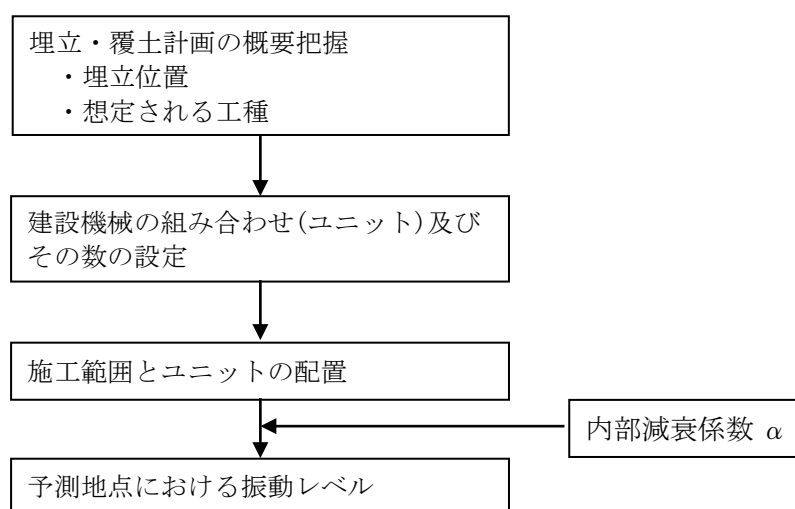 埋立・覆土計画の概要把握
・埋立位置
・想定される工種
建設機械の組み合わせ(ユニット)及び
その数の設定
施工範囲とユニットの配置
内部減衰係数 α
予測地点における振動レベル